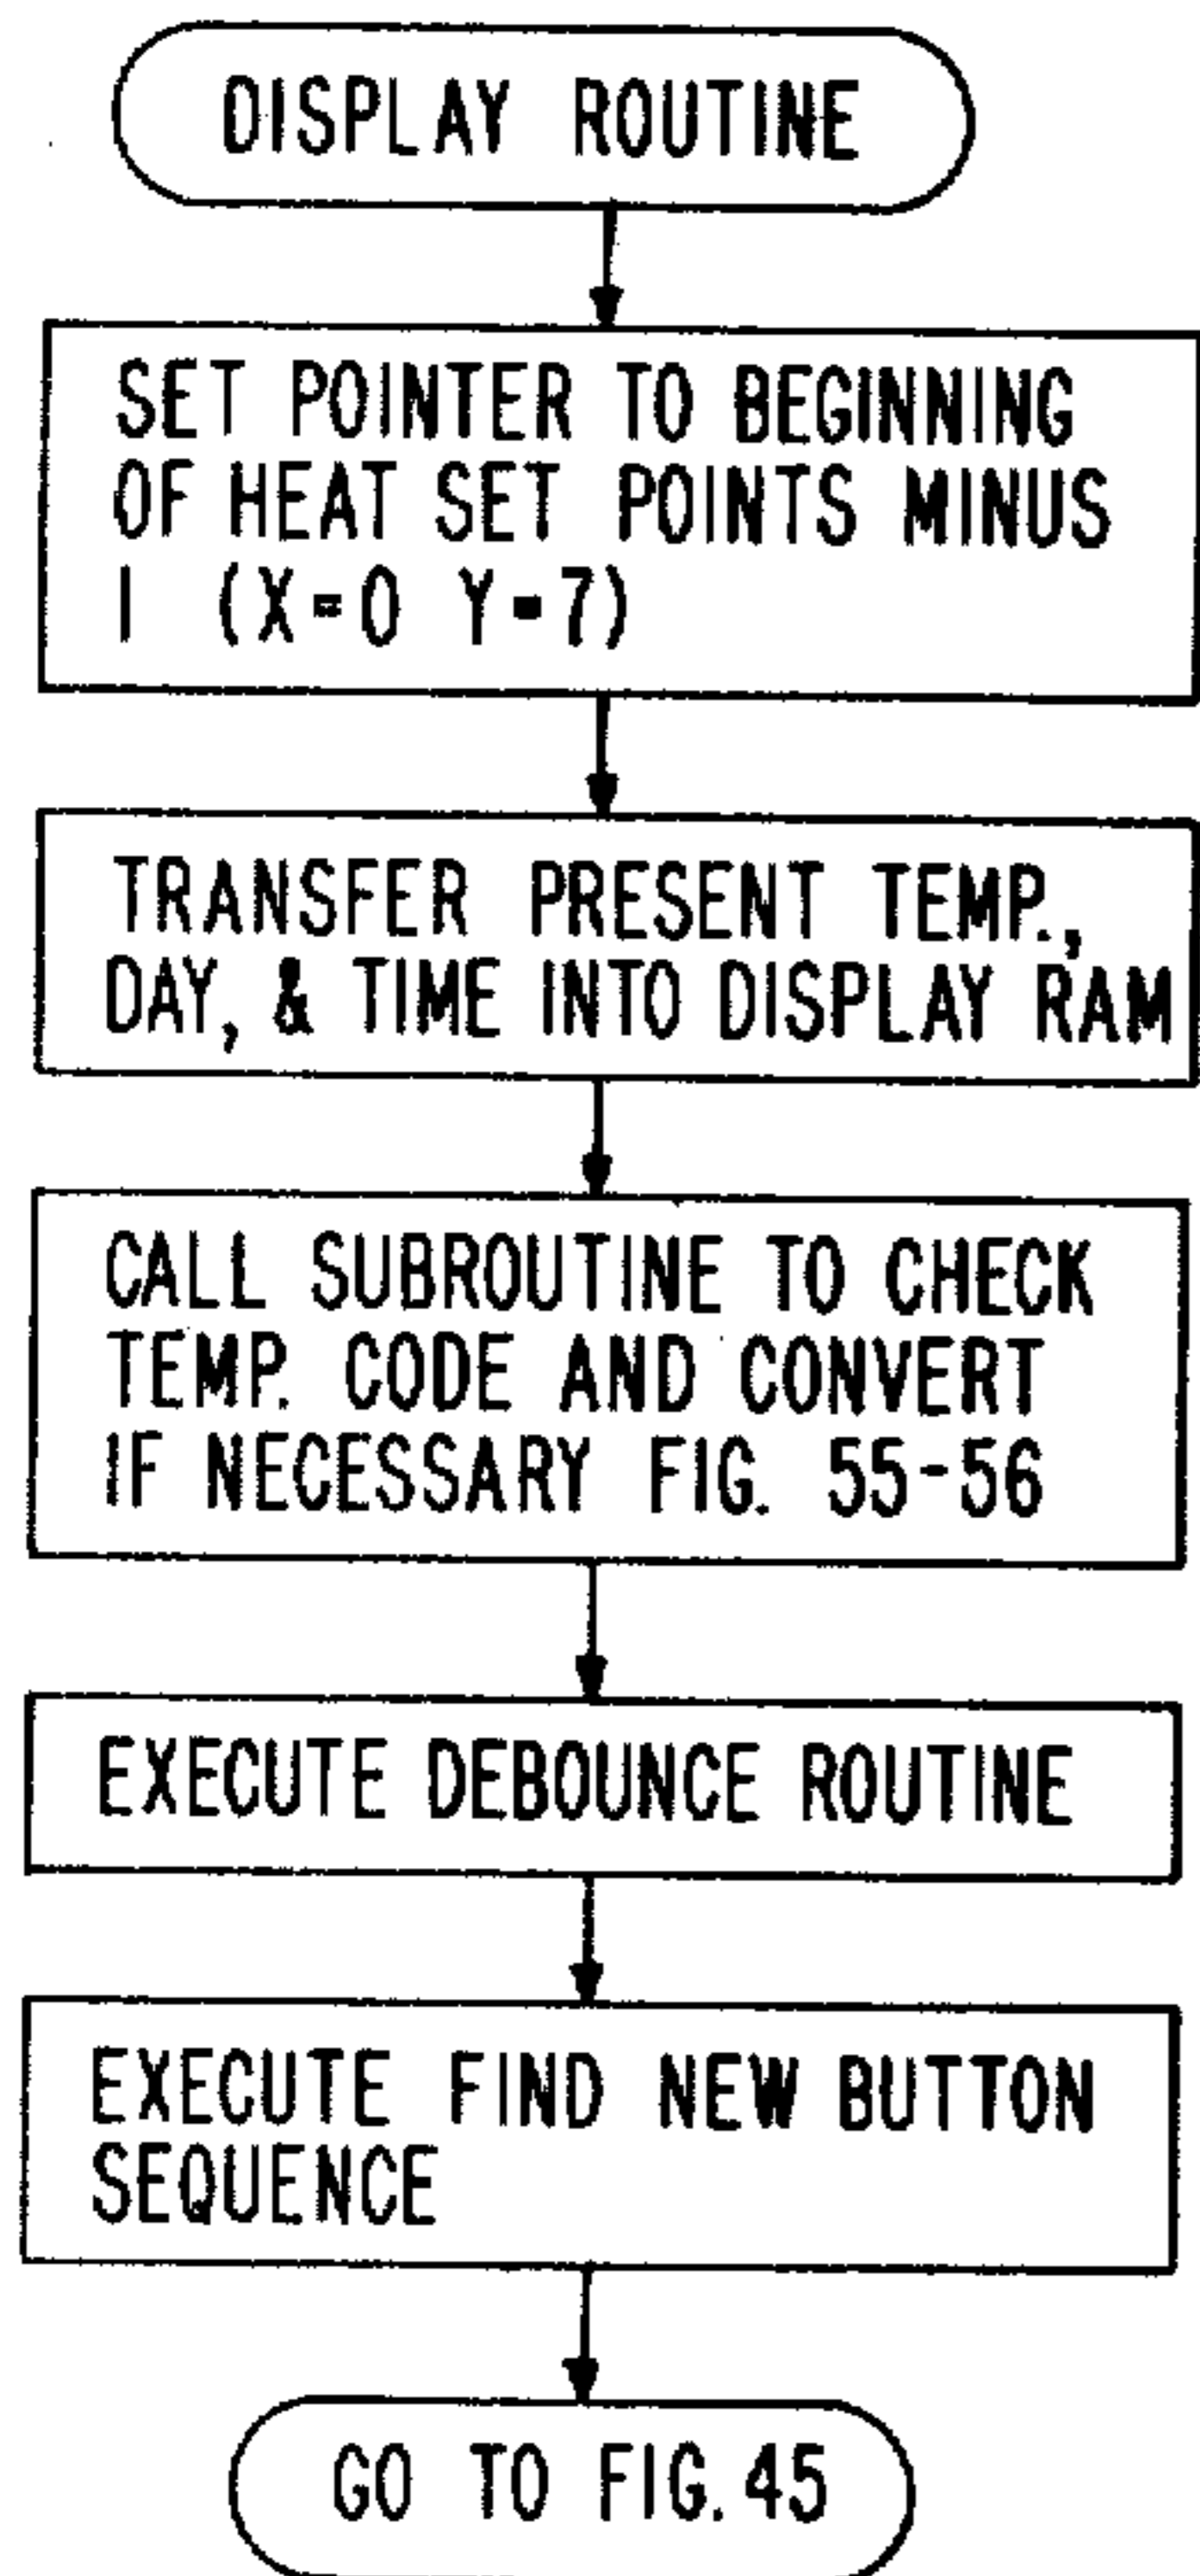 DISPLAY ROUTINE
SET POINTER TO BEGINNING
OF HEAT SET POINTS MINUS
1 (X=0 Y=7)
TRANSFER PRESENT TEMP.,
DAY, & TIME INTO DISPLAY RAM
CALL SUBROUTINE TO CHECK
TEMP. CODE AND CONVERT
IF NECESSARY FIG. 55-56
EXECUTE DEBOUNCE ROUTINE
EXECUTE FIND NEW BUTTON
SEQUENCE
GO TO FIG. 45